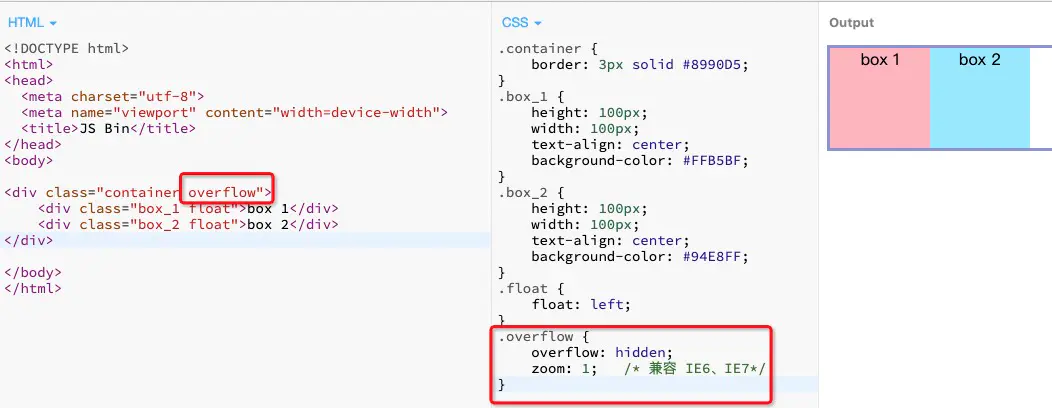 HTML
<!DOCTYPE html>
<html>
<head>
  <meta charset="utf-8">
  <meta name="viewport" content="width=device-width">
  <title>JS Bin</title>
</head>
<body>
<div class="container overflow">
    <div class="box_1 float">box 1</div>
    <div class="box_2 float">box 2</div>
</div>
</body>
</html>
CSS
.container {
    border: 3px solid #8990D5;
}
.box_1 {
    height: 100px;
    width: 100px;
    text-align: center;
    background-color: #FFB5BF;
}
.box_2 {
    height: 100px;
    width: 100px;
    text-align: center;
    background-color: #94E8FF;
}
.float {
    float: left;
}
.overflow {
    overflow: hidden;
    zoom: 1;   /* 兼容 IE6、IE7*/
}
Output
box 1
box 2